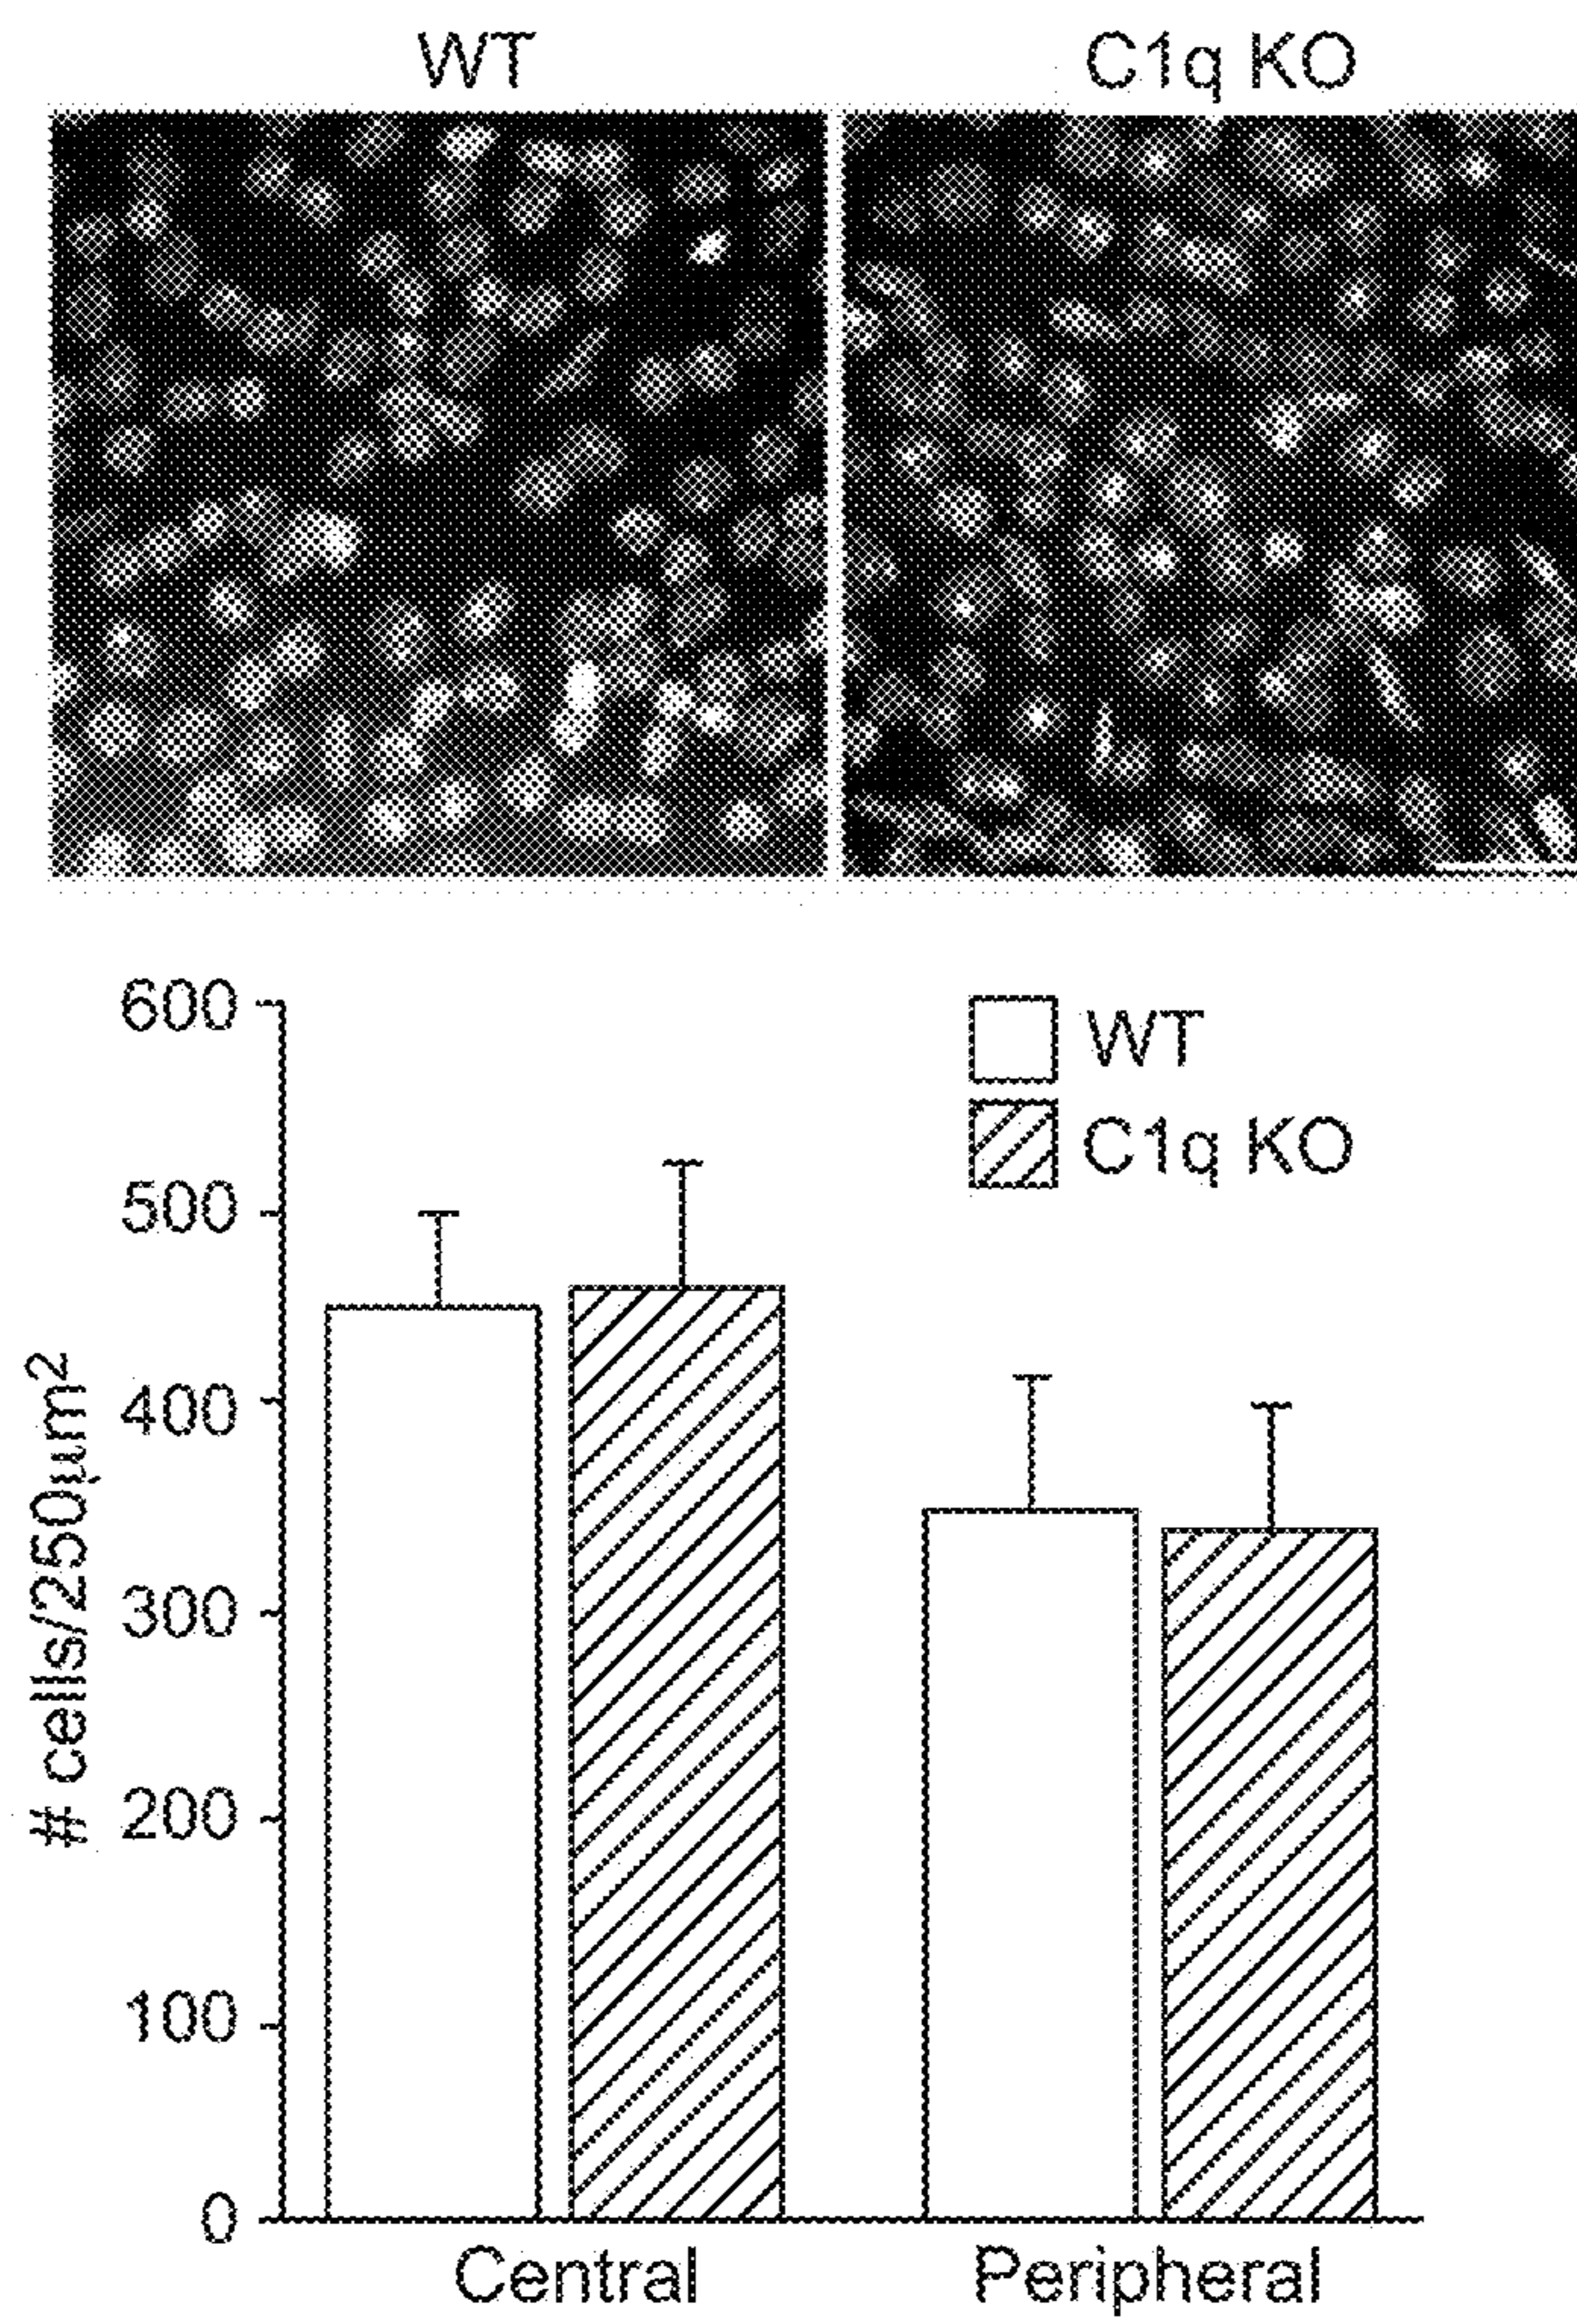 WT
C1q KO
600
500
400
300
200
100
0
# cells/250µm²
WT
C1q KO
Central
Peripheral